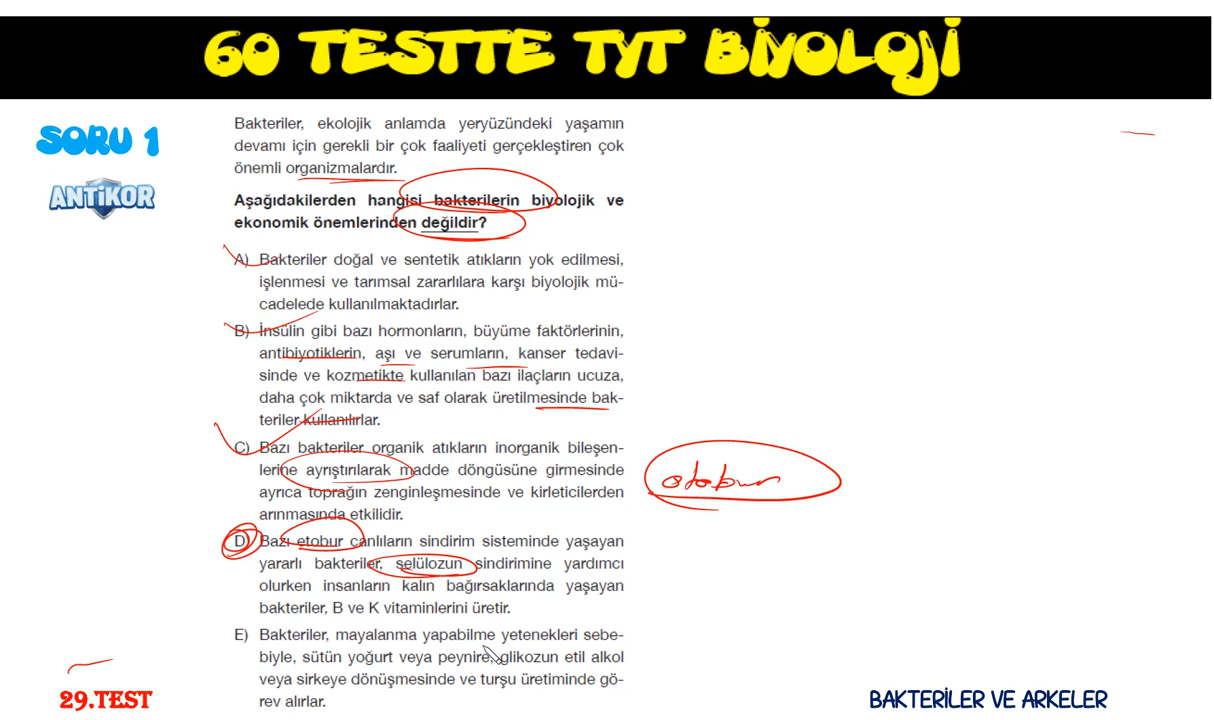 60 TESTTE TYT BİYOLOJİ
SORU 1
ANTİKOR
Bakteriler, ekolojik anlamda yeryüzündeki yaşamın
devamı için gerekli bir çok faaliyeti gerçekleştiren çok
önemli organizmalardır.
Aşağıdakilerden hangisi bakterilerin biyolojik ve
ekonomik önemlerinden değildir?
A) Bakteriler doğal ve sentetik atıkların yok edilmesi,
işlenmesi ve tarımsal zararlılara karşı biyolojik mü-
cadelede kullanılmaktadırlar.
B) İnsülin gibi bazı hormonların, büyüme faktörlerinin,
antibiyotiklerin, aşı ve serumların, kanser tedavi-
sinde ve kozmetikte kullanılan bazı ilaçların ucuza,
daha çok miktarda ve saf olarak üretilmesinde bak-
teriler kullanılırlar.
C) Bazı bakteriler organik atıkların inorganik bileşen-
lerine ayrıştırılarak madde döngüsüne girmesinde
ayrıca toprağın zenginleşmesinde ve kirleticilerden
arınmasında etkilidir.
otobur
D) Bazı etobur canlıların sindirim sisteminde yaşayan
yararlı bakteriler, selülozun sindirimine yardımcı
olurken insanların kalın bağırsaklarında yaşayan
bakteriler, B ve K vitaminlerini üretir.
E) Bakteriler, mayalanma yapabilme yetenekleri sebe-
biyle, sütün yoğurt veya peynire, glikozun etil alkol
veya sirkeye dönüşmesinde ve turşu üretiminde gö-
rev alırlar.
29.TEST
BAKTERİLER VE ARKELER